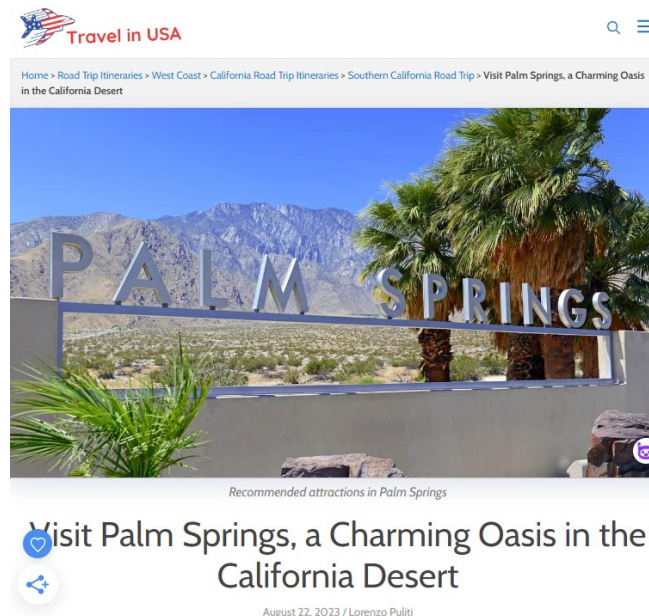 Travel in USA
Home > Road Trip Itineraries > West Coast > California Road Trip Itineraries > Southern California Road Trip > Visit Palm Springs, a Charming Oasis
in the California Desert
PALM SPRINGS
Recommended attractions in Palm Springs
Visit Palm Springs, a Charming Oasis in the
California Desert
August 22, 2023 / Lorenzo Puliti